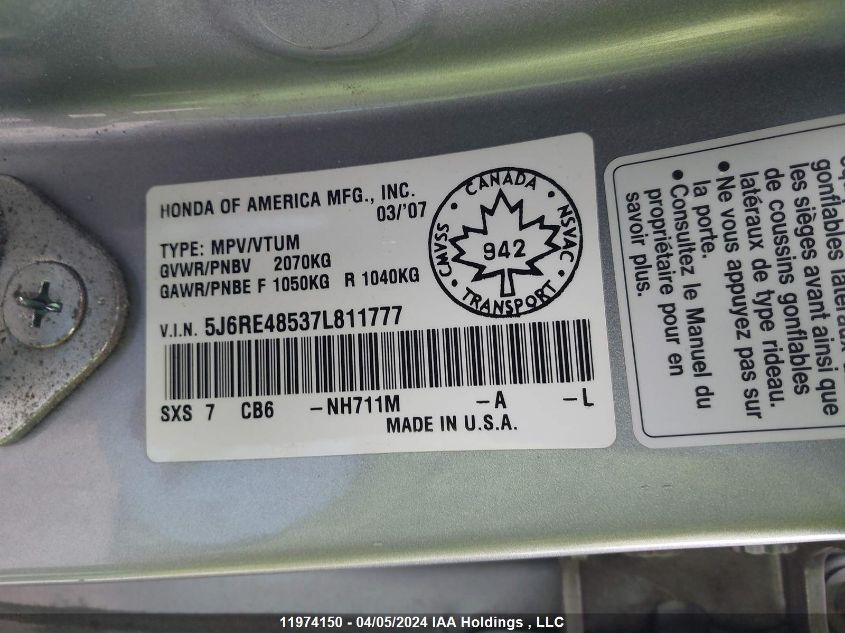 HONDA OF AMERICA MFG., INC.
03/'07
TYPE: MPV/VTUM
GVWR/PNBV 2070KG
GAWR/PNBE F 1050KG R 1040KG
V.I.N. 5J6RE48537L811777
SXS 7 CB6 -NH711M -A -L
MADE IN U.S.A.
CANADA
CMVSS 942 NSVAC
TRANSPORT
gonflables latéraux
les sièges avant ainsi que
de coussins gonflables
latéraux de type rideau.
• Ne vous appuyez pas sur
la porte.
• Consultez le Manuel du
propriétaire pour en
savoir plus.
11974150 - 04/05/2024 IAA Holdings , LLC